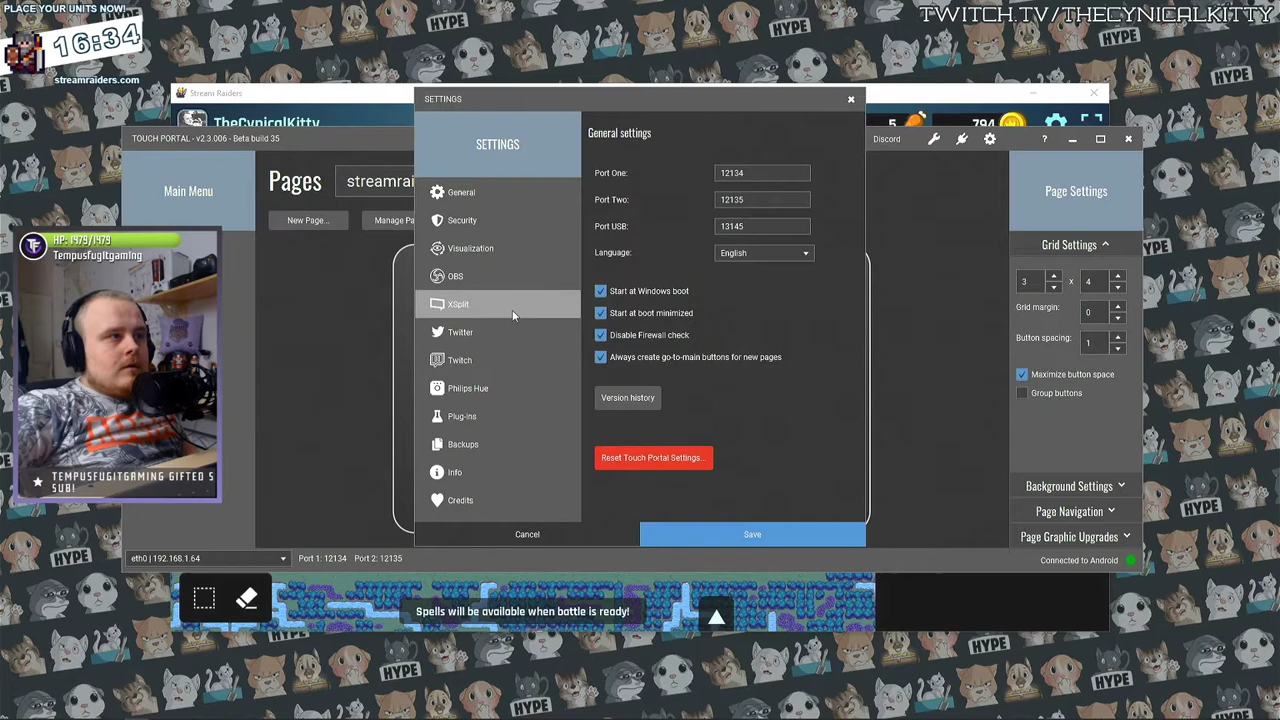 PLACE YOUR UNITS NOW!
16:34
streamraiders.com
TWITCH.TV/THECYNICALKITTY
Stream Raiders
TheCynicalKitty
5
794
TOUCH PORTAL - v2.3.006 - Beta build 35
Discord
?
Main Menu
Pages
streamrai
New Page...
Manage Pa
SETTINGS
SETTINGS
General
Security
Visualization
OBS
XSplit
Twitter
Twitch
Philips Hue
Plug-ins
Backups
Info
Credits
General settings
Port One:
12134
Port Two:
12135
Port USB:
13145
Language:
English
Start at Windows boot
Start at boot minimized
Disable Firewall check
Always create go-to-main buttons for new pages
Version history
Reset Touch Portal Settings...
Cancel
Save
Page Settings
Grid Settings
3 x 4
Grid margin:
0
Button spacing:
1
Maximize button space
Group buttons
Background Settings
Page Navigation
Page Graphic Upgrades
Connected to Android
eth0 | 192.168.1.64
Port 1: 12134 Port 2: 12135
TF
HP: 1479/1479
Tempusfugitgaming
TEMPUSFUGITGAMING GIFTED 5
SUB!
Spells will be available when battle is ready!
HYPE